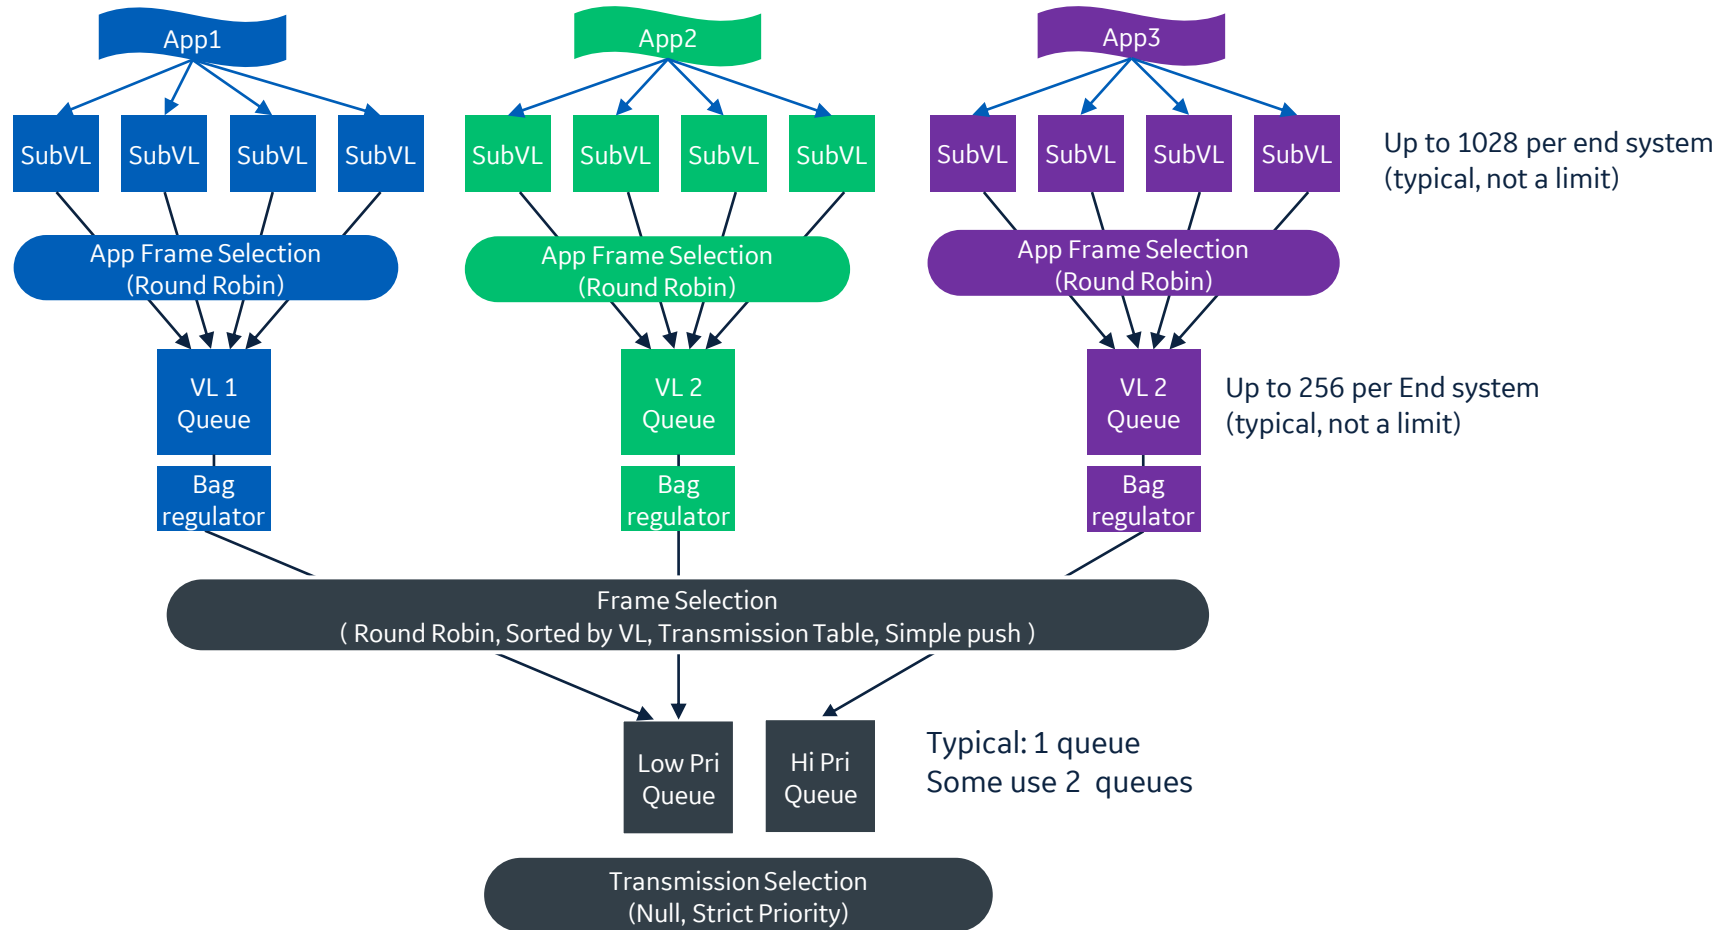 App1
App2
App3
SubVL
SubVL
SubVL
SubVL
SubVL
SubVL
SubVL
SubVL
SubVL
SubVL
SubVL
SubVL
Up to 1028 per end system
(typical, not a limit)
App Frame Selection
(Round Robin)
App Frame Selection
(Round Robin)
App Frame Selection
(Round Robin)
VL 1
Queue
VL 2
Queue
VL 2
Queue
Up to 256 per End system
(typical, not a limit)
Bag
regulator
Bag
regulator
Bag
regulator
Frame Selection
( Round Robin, Sorted by VL, Transmission Table, Simple push )
Low Pri
Queue
Hi Pri
Queue
Typical: 1 queue
Some use 2 queues
Transmission Selection
(Null, Strict Priority)